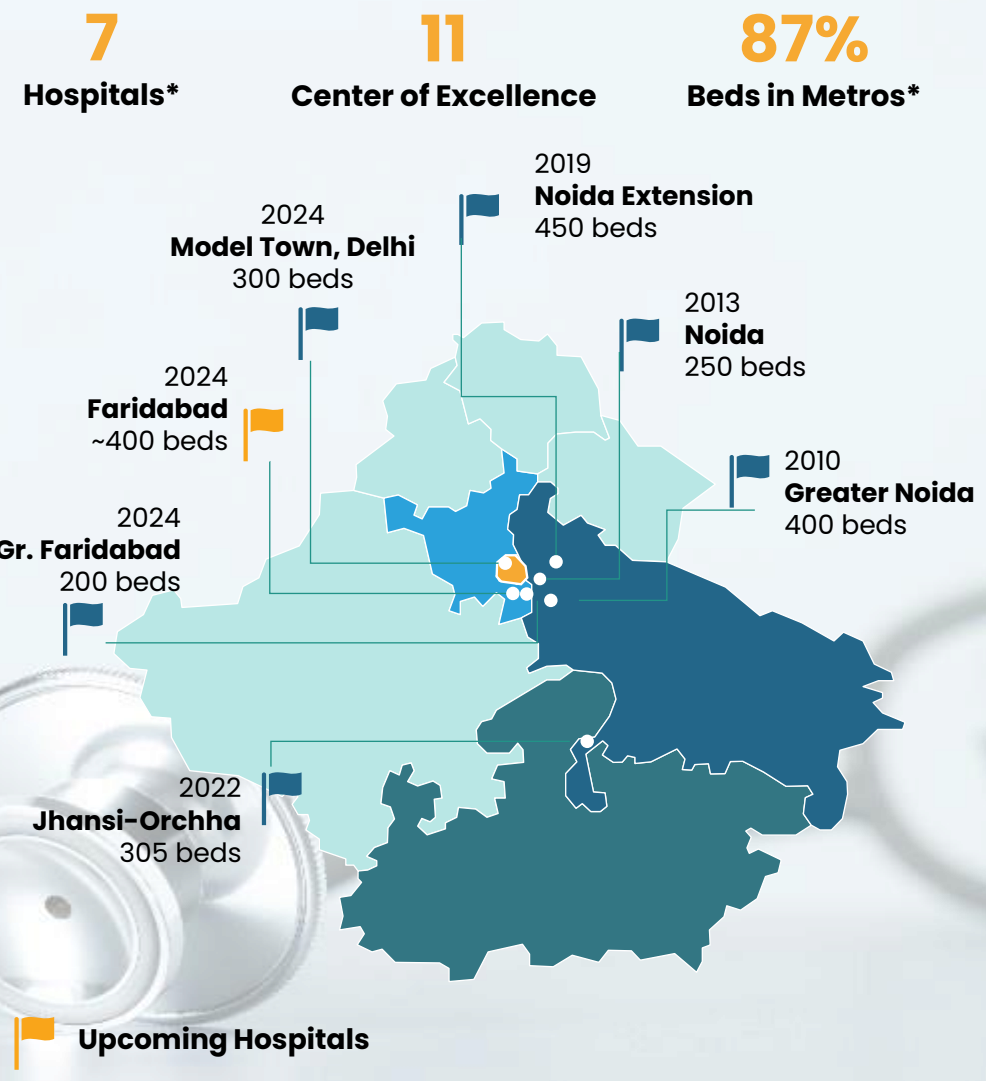 7
Hospitals*
11
Center of Excellence
87%
Beds in Metros*
2019
Noida Extension
450 beds
2024
Model Town, Delhi
300 beds
2013
Noida
250 beds
2024
Faridabad
~400 beds
2010
Greater Noida
400 beds
2024
Gr. Faridabad
200 beds
2022
Jhansi-Orchha
305 beds
Upcoming Hospitals